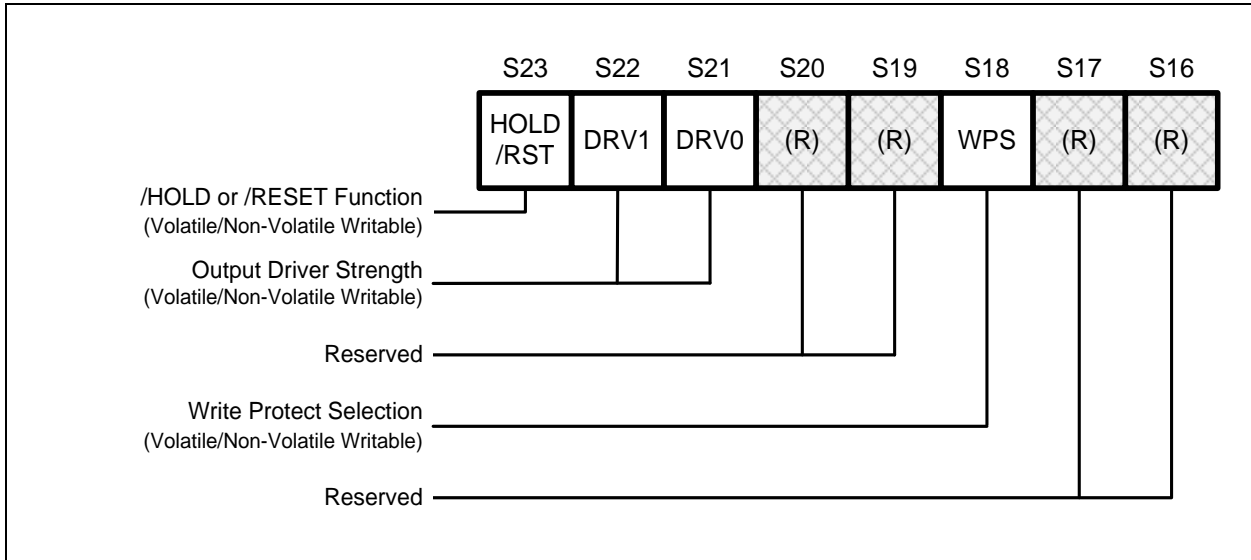 S23 S22 S21 S20 S19 S18 S17 S16
HOLD
/RST DRV1 DRV0 (R) (R) WPS (R) (R)
/HOLD or /RESET Function
(Volatile/Non-Volatile Writable)
Output Driver Strength
(Volatile/Non-Volatile Writable)
Reserved
Write Protect Selection
(Volatile/Non-Volatile Writable)
Reserved